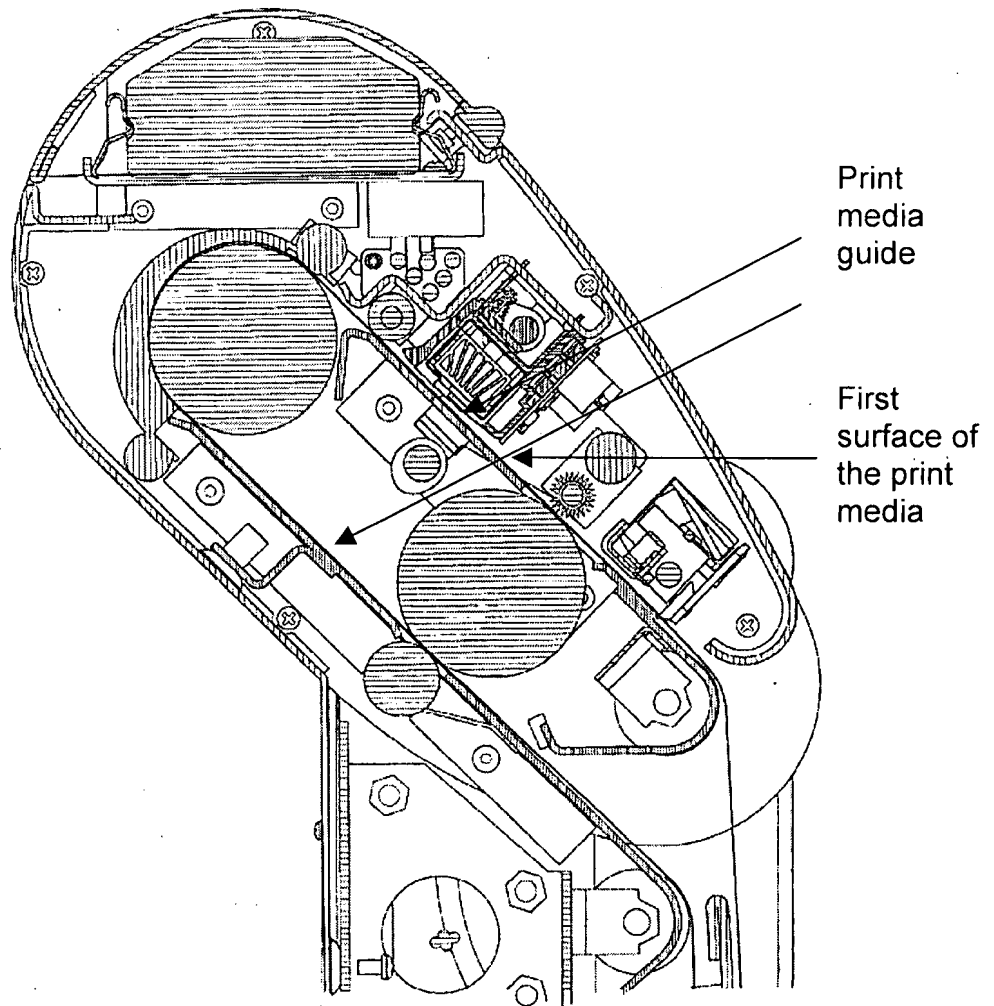 Print
media
guide
First
surface of
the print
media